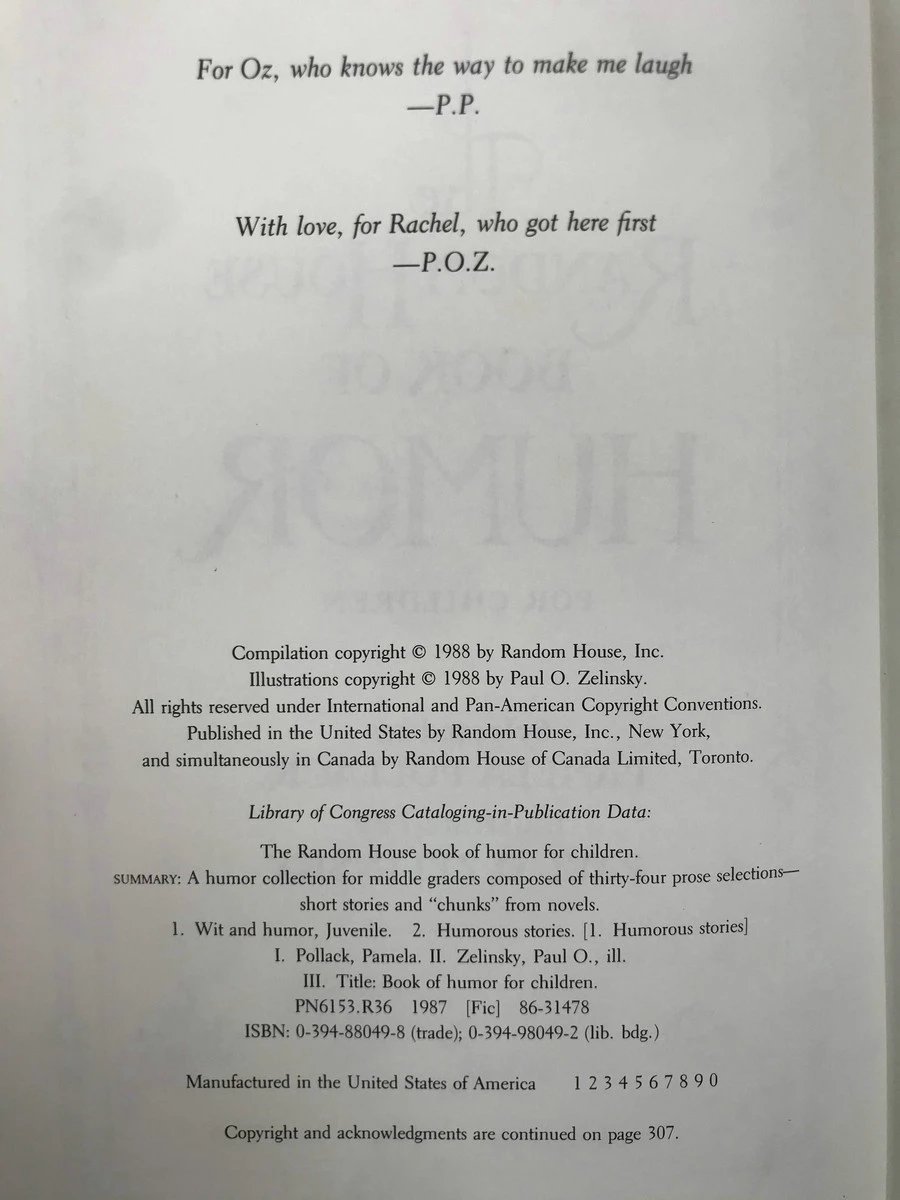 For Oz, who knows the way to make me laugh
—P.P.
With love, for Rachel, who got here first
—P.O.Z.
The
RANDOM HOUSE
BOOK OF
HUMOR
FOR CHILDREN
Compilation copyright © 1988 by Random House, Inc.
Illustrations copyright © 1988 by Paul O. Zelinsky.
All rights reserved under International and Pan-American Copyright Conventions.
Published in the United States by Random House, Inc., New York,
and simultaneously in Canada by Random House of Canada Limited, Toronto.
Library of Congress Cataloging-in-Publication Data:
The Random House book of humor for children.
SUMMARY: A humor collection for middle graders composed of thirty-four prose selections—
short stories and “chunks” from novels.
1. Wit and humor, Juvenile. 2. Humorous stories. [1. Humorous stories]
I. Pollack, Pamela. II. Zelinsky, Paul O., ill.
III. Title: Book of humor for children.
PN6153.R36 1987 [Fic] 86-31478
ISBN: 0-394-88049-8 (trade); 0-394-98049-2 (lib. bdg.)
Manufactured in the United States of America 1 2 3 4 5 6 7 8 9 0
Copyright and acknowledgments are continued on page 307.